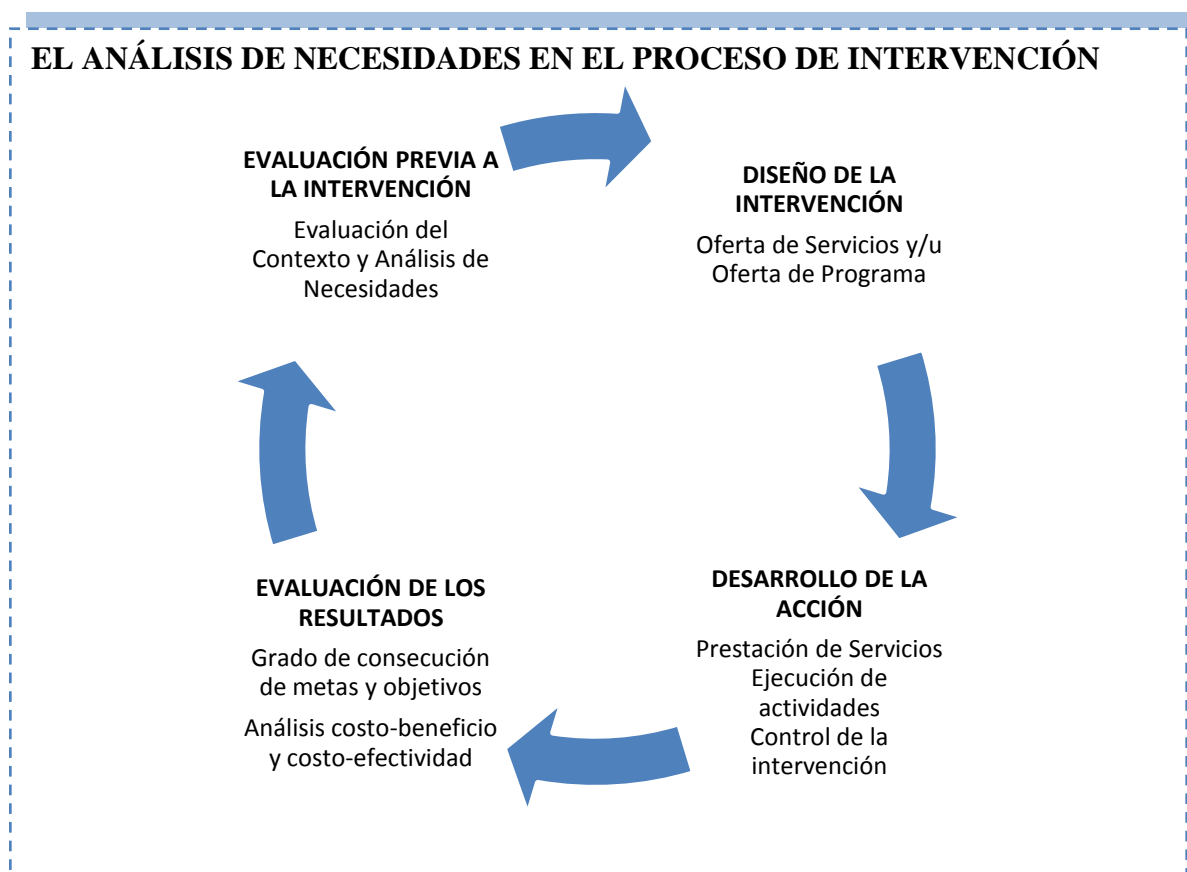 EL ANÁLISIS DE NECESIDADES EN EL PROCESO DE INTERVENCIÓN
EVALUACIÓN PREVIA A
LA INTERVENCIÓN
Evaluación del
Contexto y Análisis de
Necesidades
DISEÑO DE LA
INTERVENCIÓN
Oferta de Servicios y/u
Oferta de Programa
DESARROLLO DE LA
ACCIÓN
Prestación de Servicios
Ejecución de
actividades
Control de la
intervención
EVALUACIÓN DE LOS
RESULTADOS
Grado de consecución
de metas y objetivos
Análisis costo-beneficio
y costo-efectividad